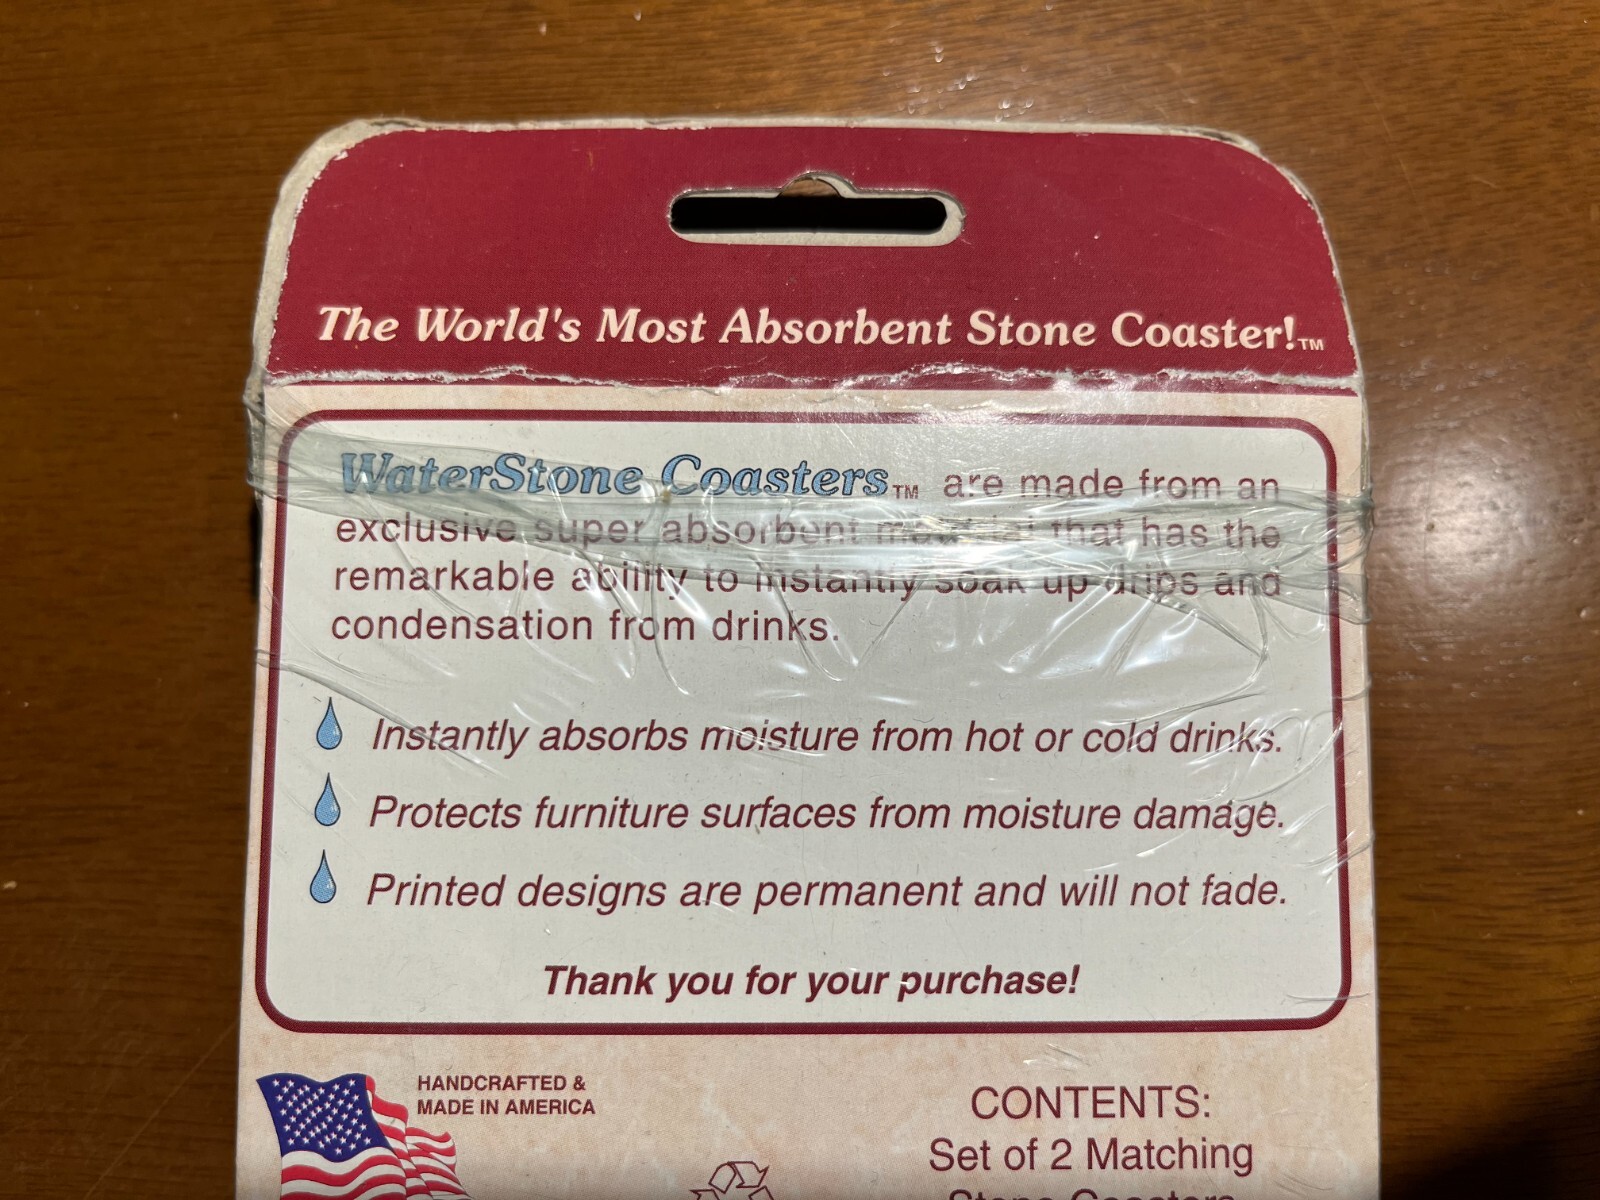 The World's Most Absorbent Stone Coaster!™
WaterStone Coasters™ are made from an
exclusive super absorbent material that has the
remarkable ability to instantly soak up drips and
condensation from drinks.
Instantly absorbs moisture from hot or cold drinks.
Protects furniture surfaces from moisture damage.
Printed designs are permanent and will not fade.
Thank you for your purchase!
HANDCRAFTED &
MADE IN AMERICA
CONTENTS:
Set of 2 Matching
Stone Coasters